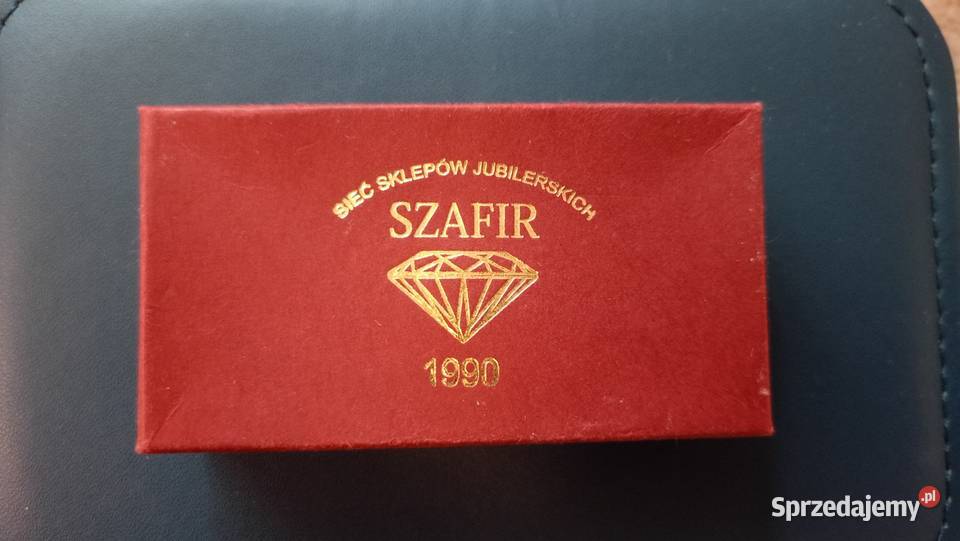 SIEĆ SKLEPÓW JUBILERSKICH
SZAFIR
1990
Sprzedajemy.pl